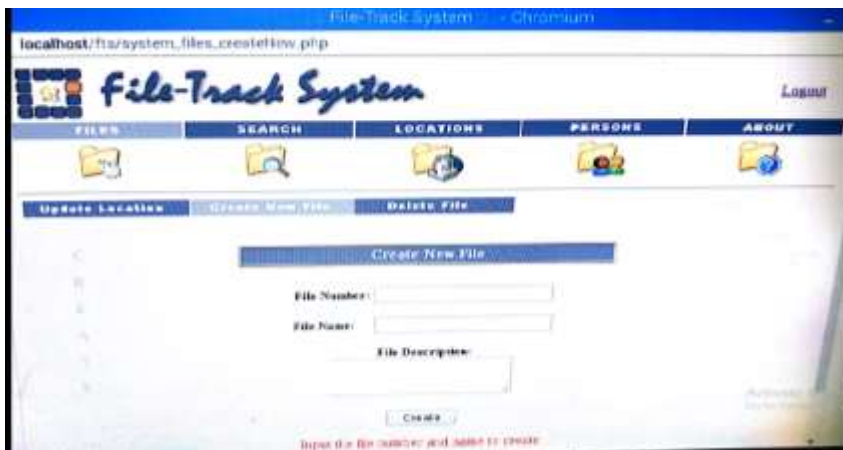 File-Track System - Chromium
localhost/fts/system_files_createNew.php
File-Track System
Logout
FILES SEARCH LOCATIONS PERSONS ABOUT
Update Location Create New File Delete File
Create New File
File Number:
File Name:
File Description:
Create
Input the file number and name to create